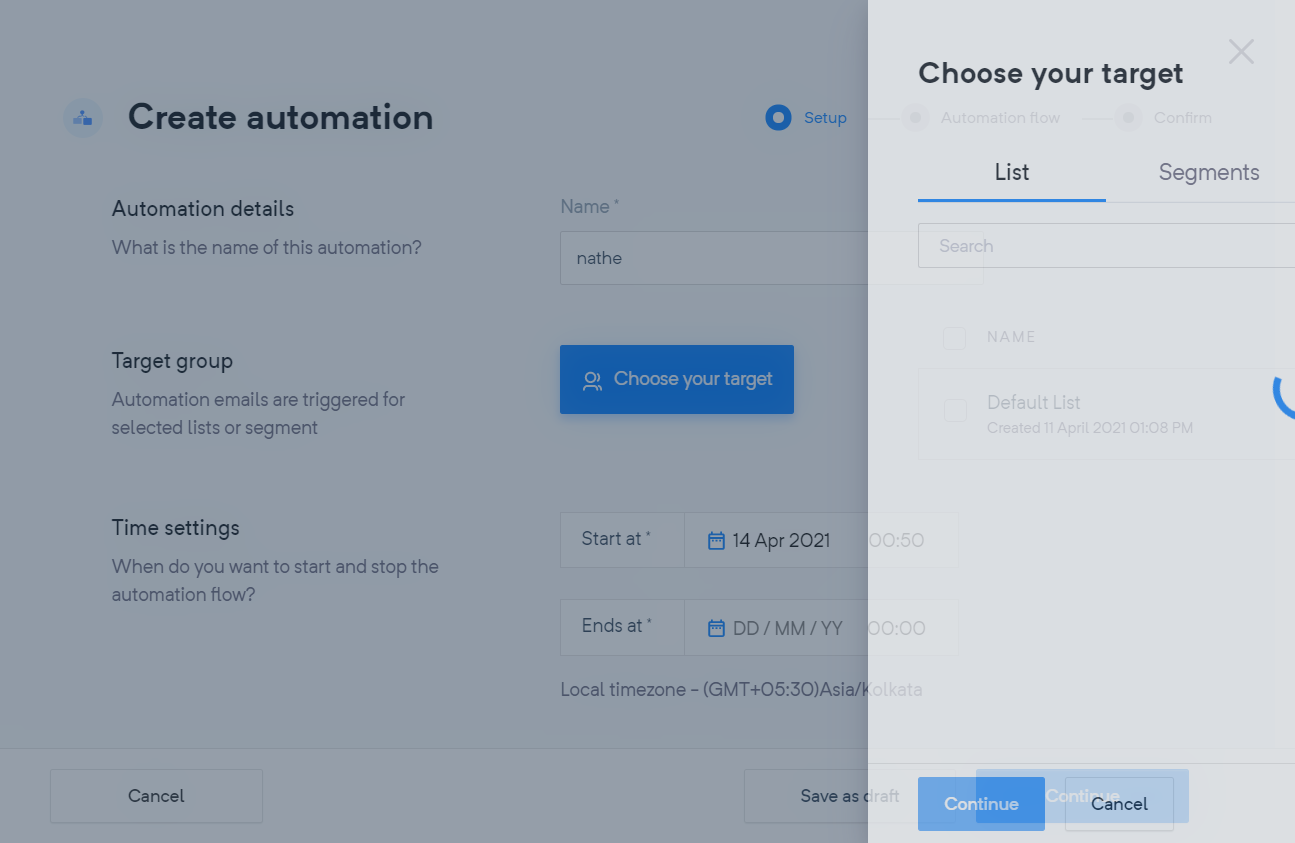 Create automation
Setup
Automation flow
Confirm
Automation details
What is the name of this automation?
Name *
nathe
Target group
Automation emails are triggered for
selected lists or segment
Choose your target
Time settings
When do you want to start and stop the
automation flow?
Start at *
14 Apr 2021
00:50
Ends at *
DD / MM / YY
00:00
Local timezone - (GMT+05:30)Asia/Kolkata
Cancel
Save as draft
Continue
Choose your target
List
Segments
Search
NAME
Default List
Created 11 April 2021 01:08 PM
Continue
Cancel